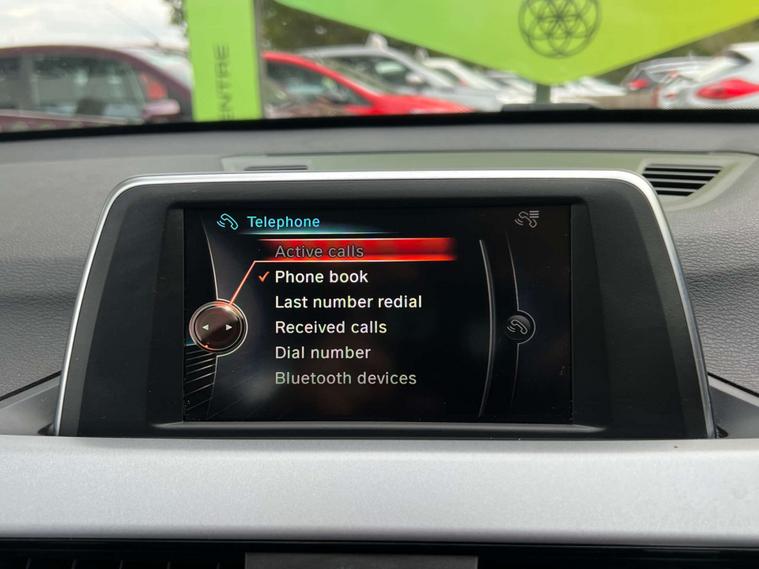 ENTRE
Telephone
Active calls
Phone book
Last number redial
Received calls
Dial number
Bluetooth devices